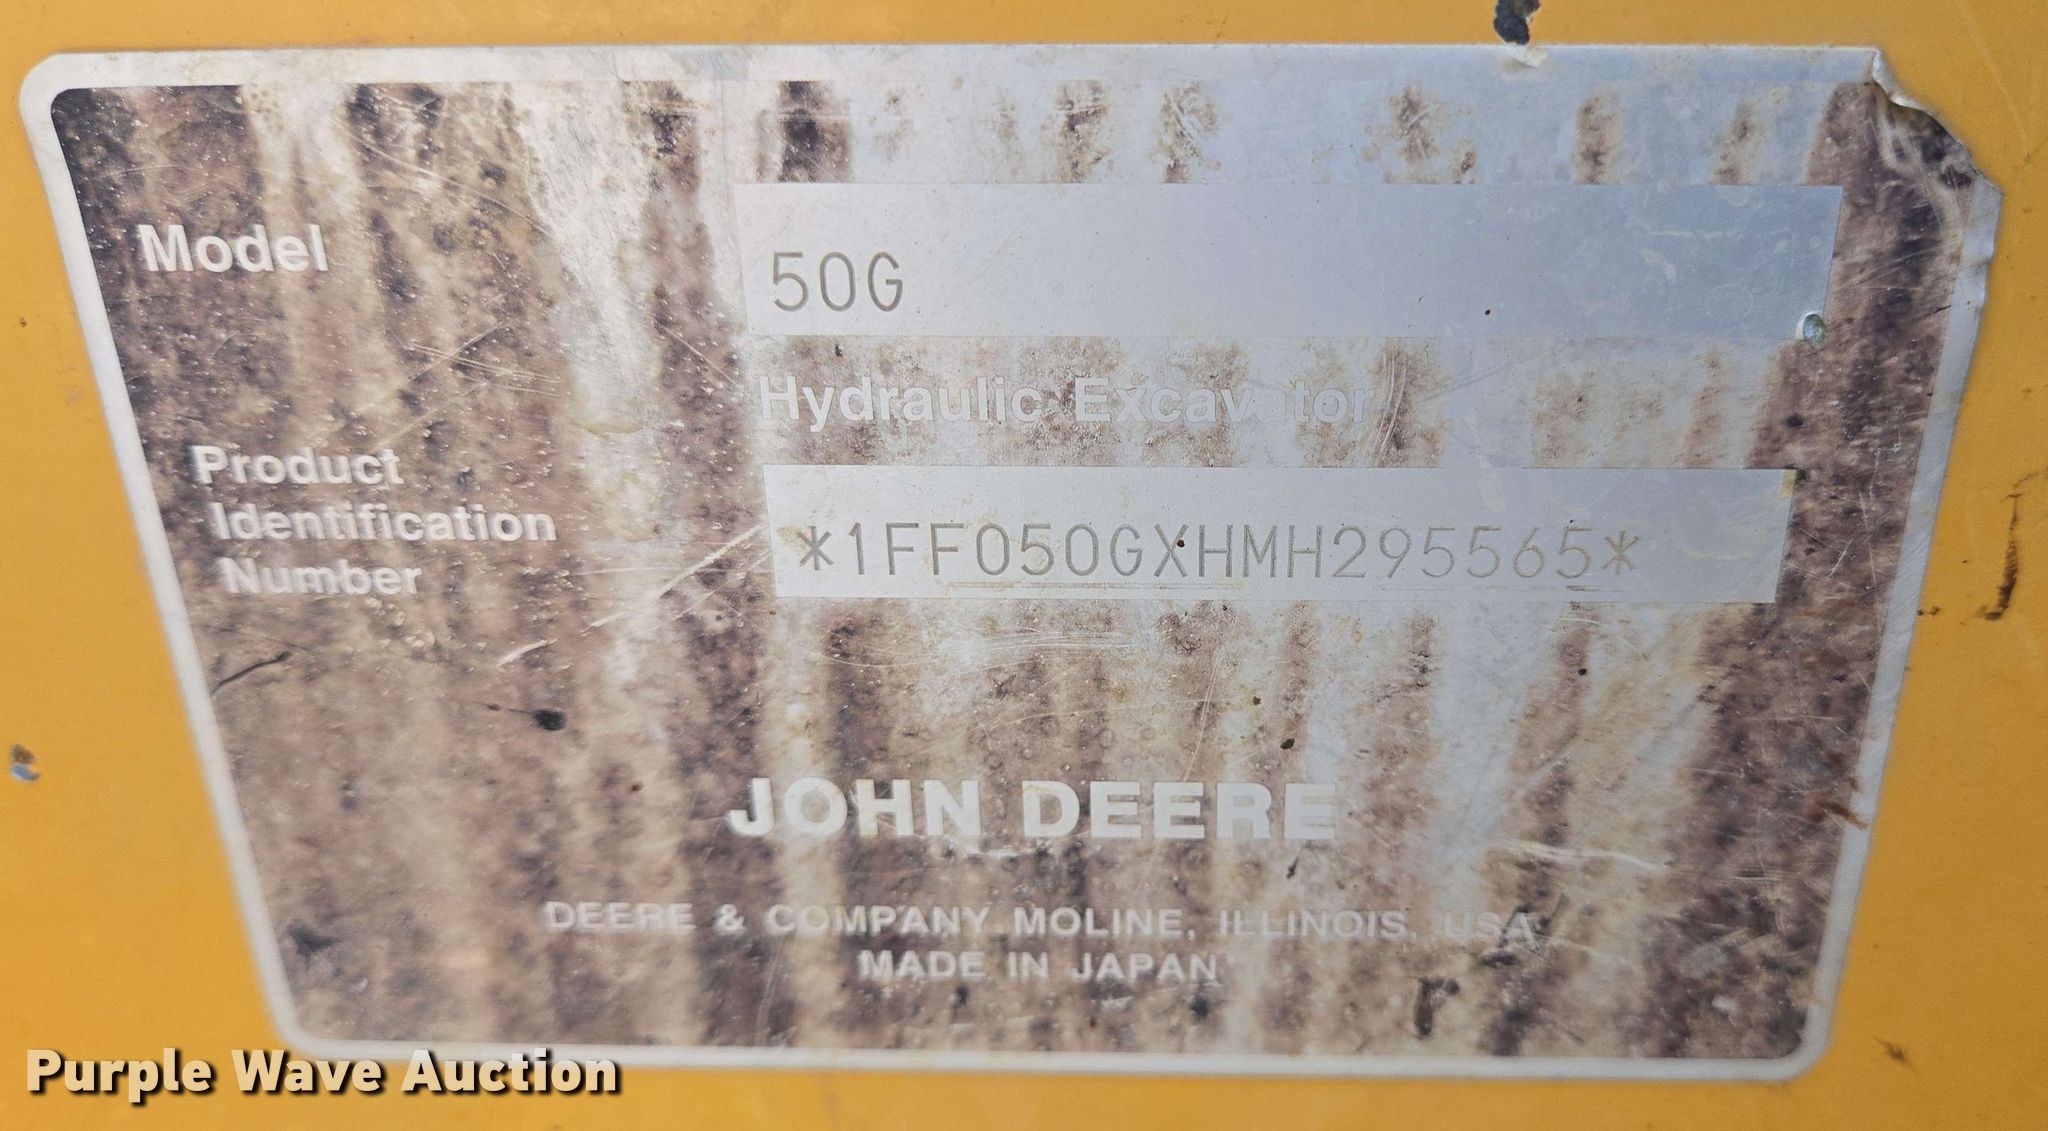 Model
50G
Hydraulic Excavator
Product
Identification
Number
*1FF050GXHMH295565*
JOHN DEERE
DEERE & COMPANY MOLINE, ILLINOIS, USA
MADE IN JAPAN
Purple Wave Auction